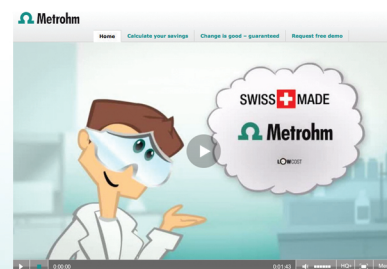 Metrohm
Home Calculate your savings Change is good – guaranteed Request free demo
SWISS MADE
Metrohm
LOWCOST
0:00:00 0:01:43 HQ+